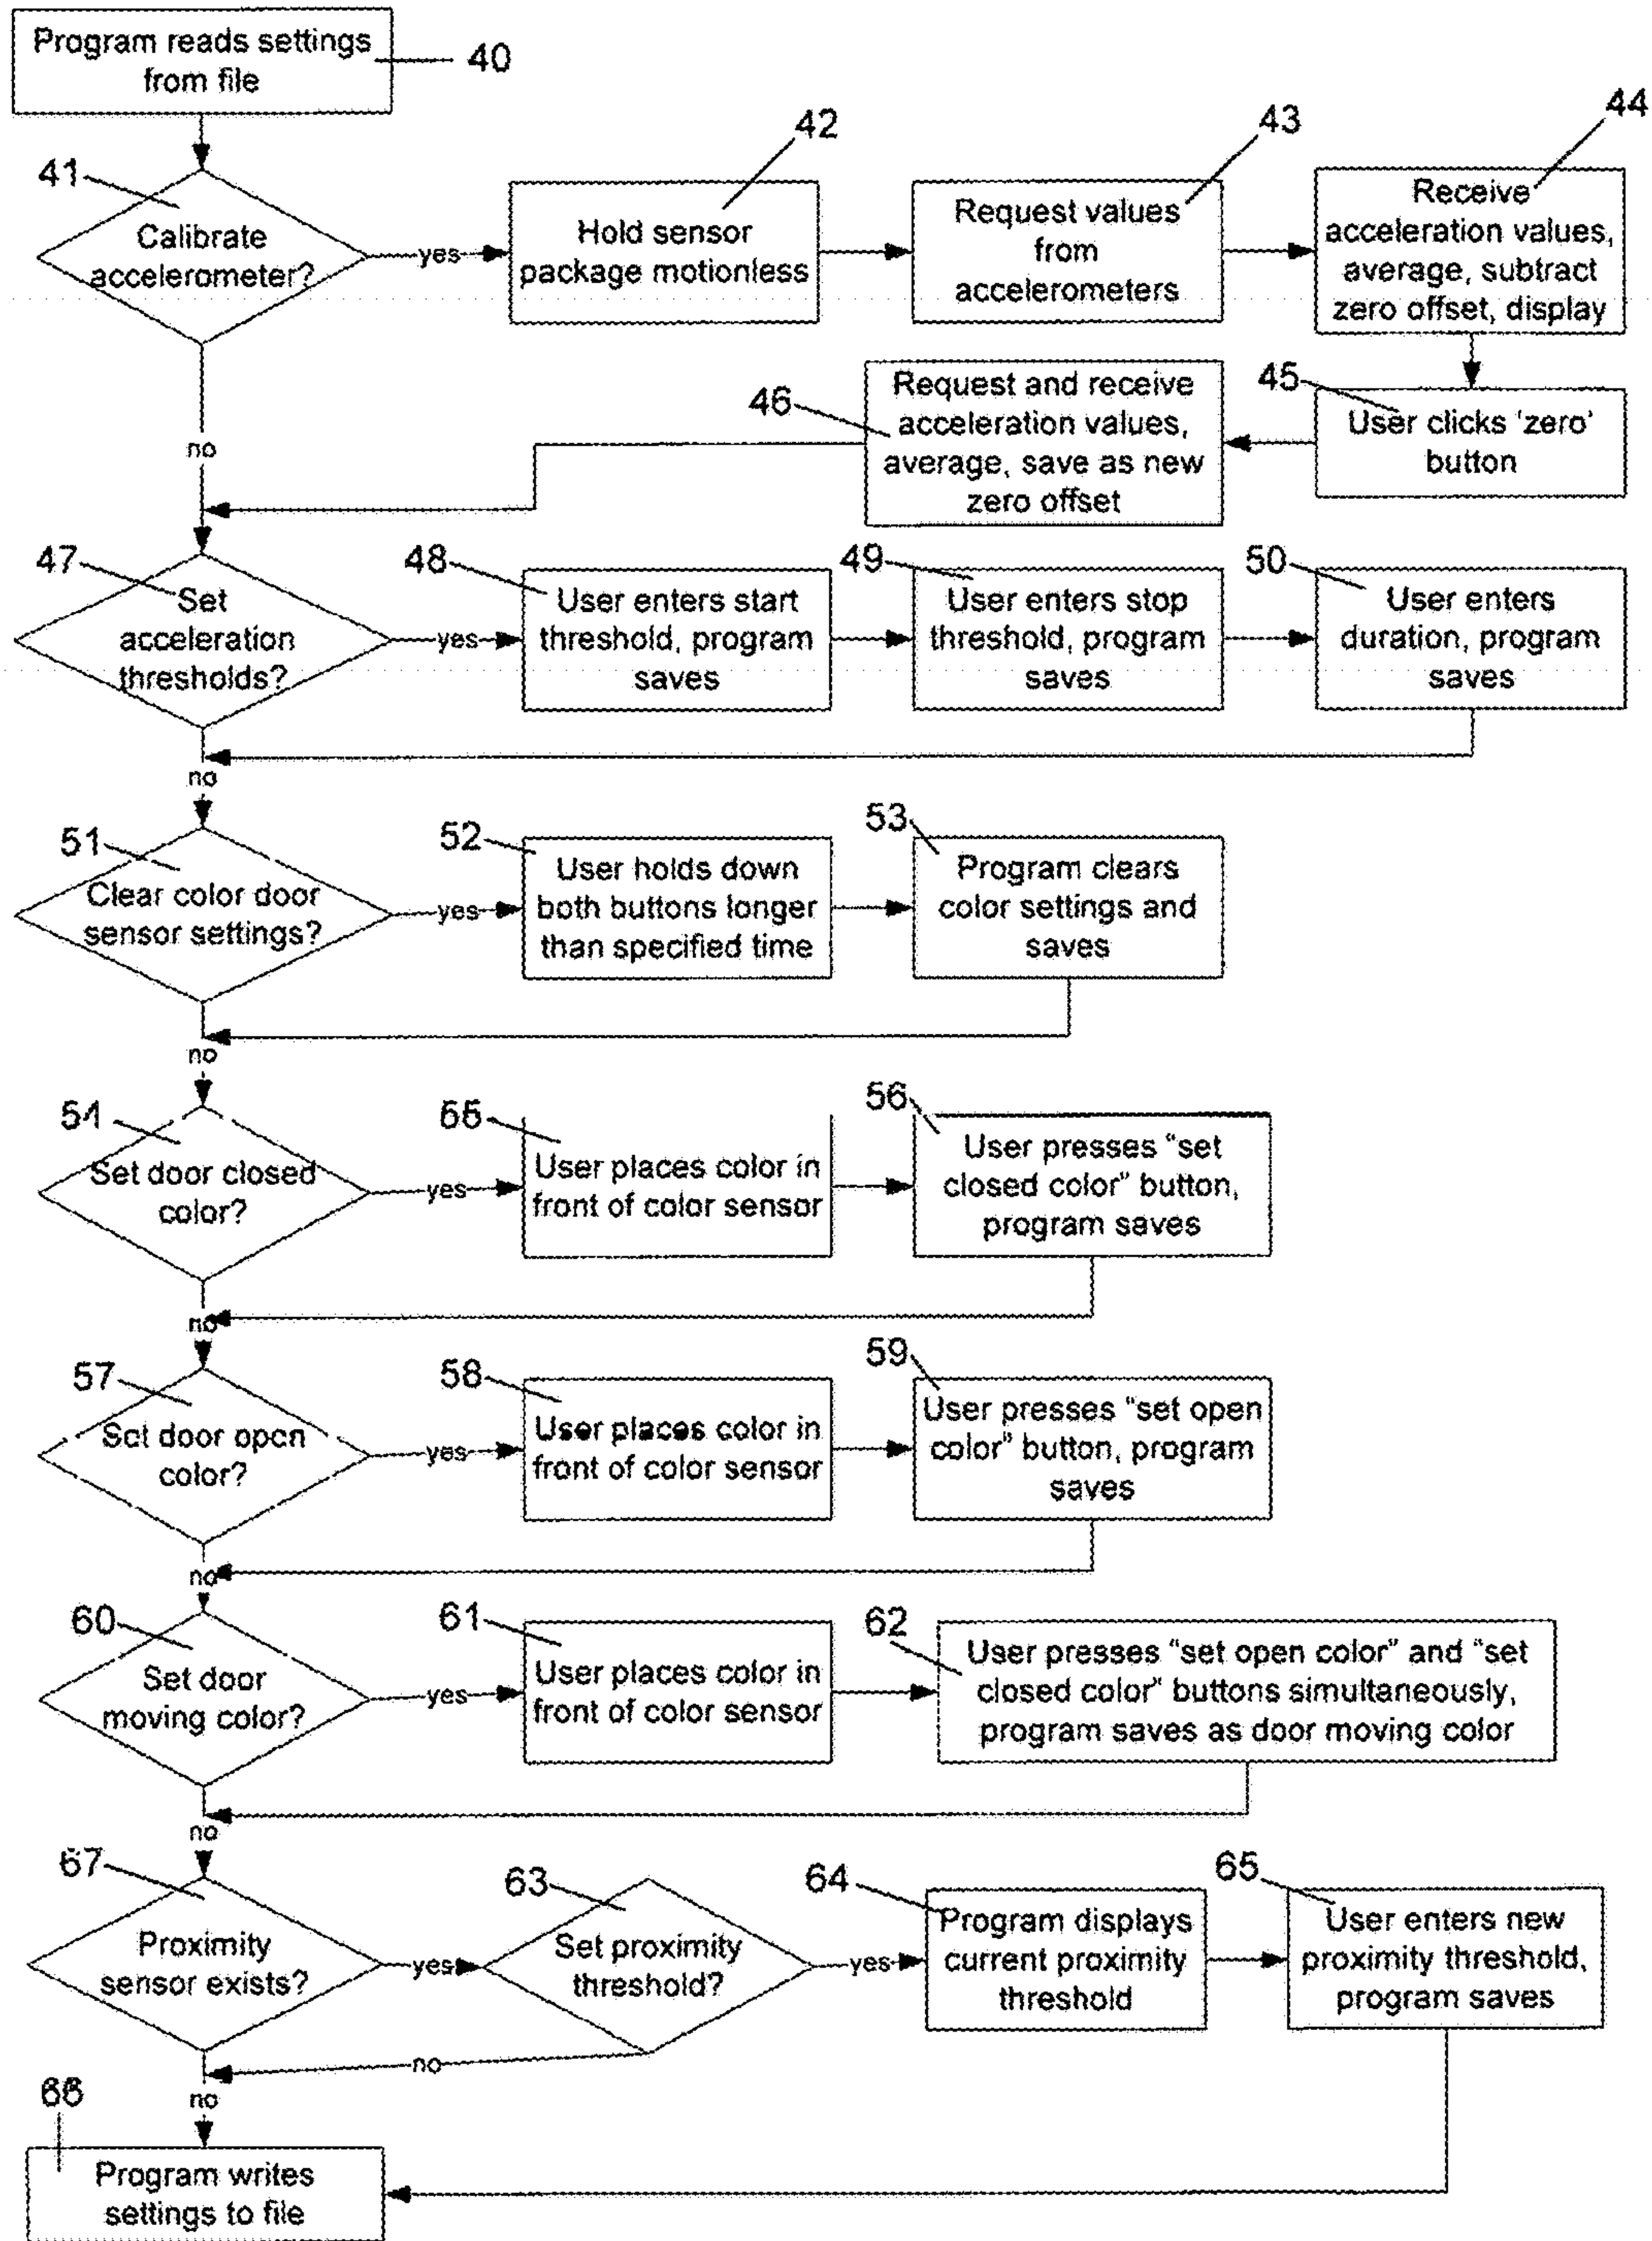 Program reads settings
from file
40
41
Calibrate
accelerometer?
yes
no
42
Hold sensor
package motionless
43
Request values
from
accelerometers
44
Receive
acceleration values,
average, subtract
zero offset, display
45
User clicks ‘zero’
button
46
Request and receive
acceleration values,
average, save as new
zero offset
47
Set
acceleration
thresholds?
yes
no
48
User enters start
threshold, program
saves
49
User enters stop
threshold, program
saves
50
User enters
duration, program
saves
51
Clear color door
sensor settings?
yes
no
52
User holds down
both buttons longer
than specified time
53
Program clears
color settings and
saves
54
Set door closed
color?
yes
no
55
User places color in
front of color sensor
56
User presses “set
closed color” button,
program saves
57
Set door open
color?
yes
no
58
User places color in
front of color sensor
59
User presses “set open
color” button, program
saves
60
Set door
moving color?
yes
no
61
User places color in
front of color sensor
62
User presses “set open color” and “set
closed color” buttons simultaneously,
program saves as door moving color
67
Proximity
sensor exists?
yes
no
63
Set proximity
threshold?
yes
no
64
Program displays
current proximity
threshold
65
User enters new
proximity threshold,
program saves
66
Program writes
settings to file